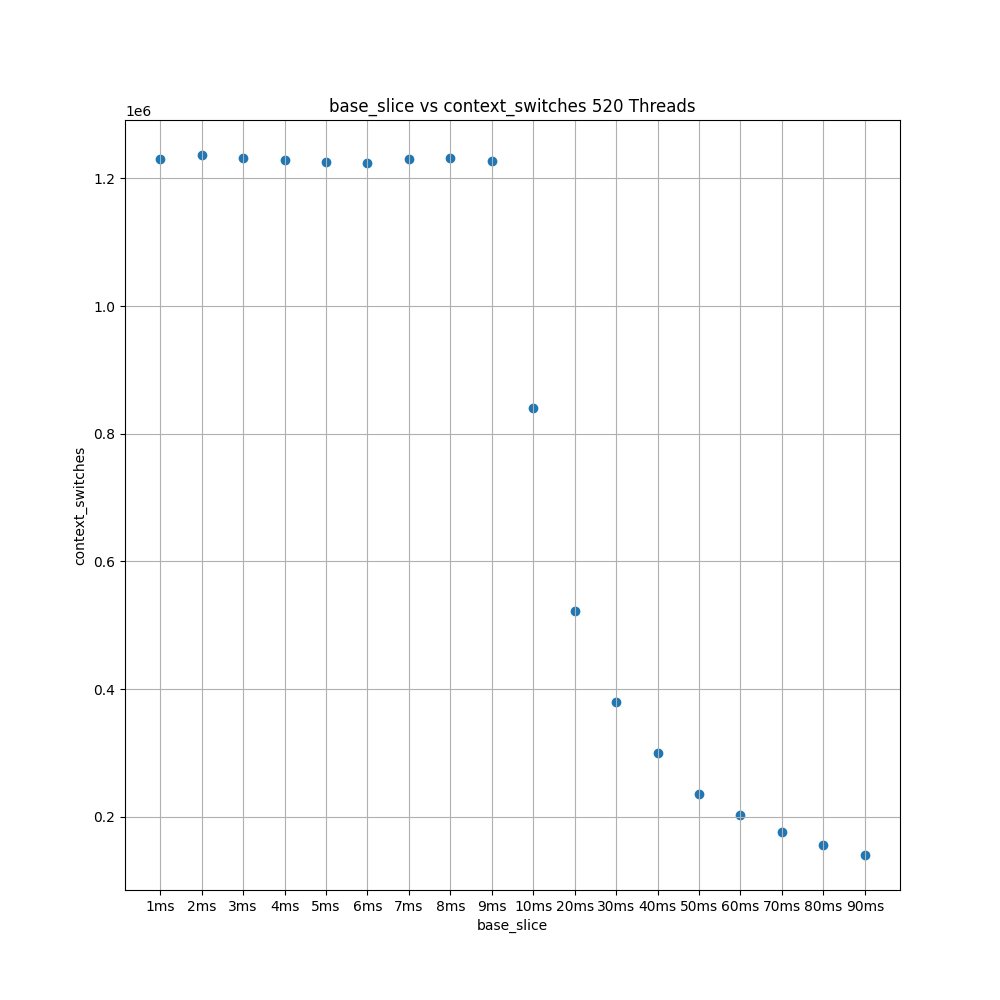 base_slice vs context_switches 520 Threads
1e6
1.2
1.0
0.8
0.6
0.4
0.2
context_switches
1ms 2ms 3ms 4ms 5ms 6ms 7ms 8ms 9ms 10ms 20ms 30ms 40ms 50ms 60ms 70ms 80ms 90ms
base_slice